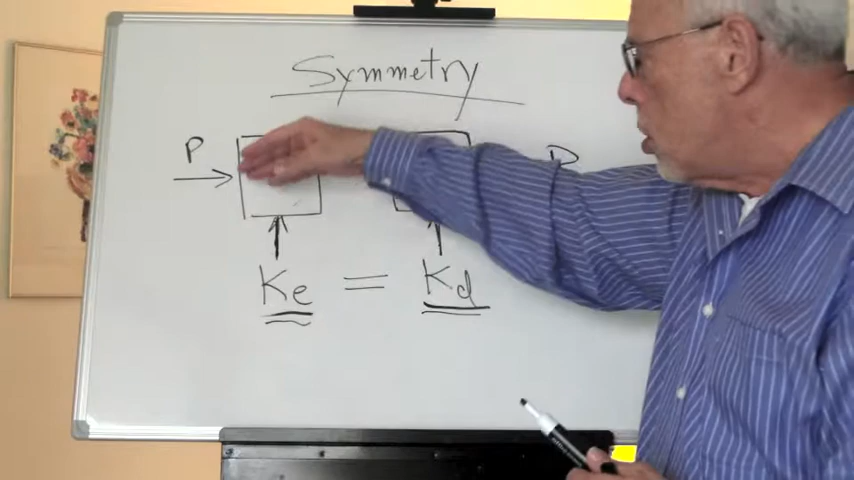 Symmetry
P P
Ke = Kd